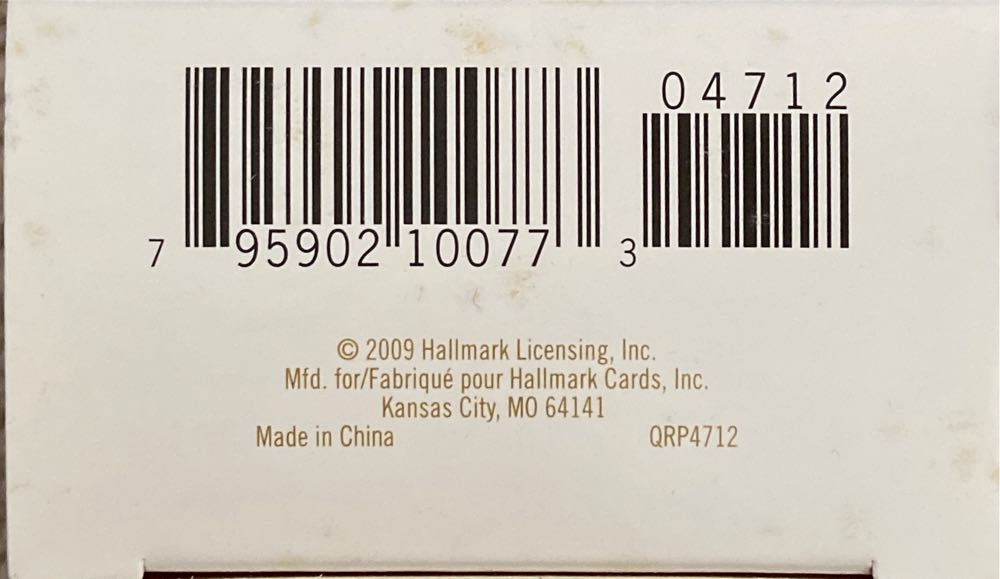 04712
7 95902 10077 3
© 2009 Hallmark Licensing, Inc.
Mfd. for/Fabriqué pour Hallmark Cards, Inc.
Kansas City, MO 64141
Made in China QRP4712